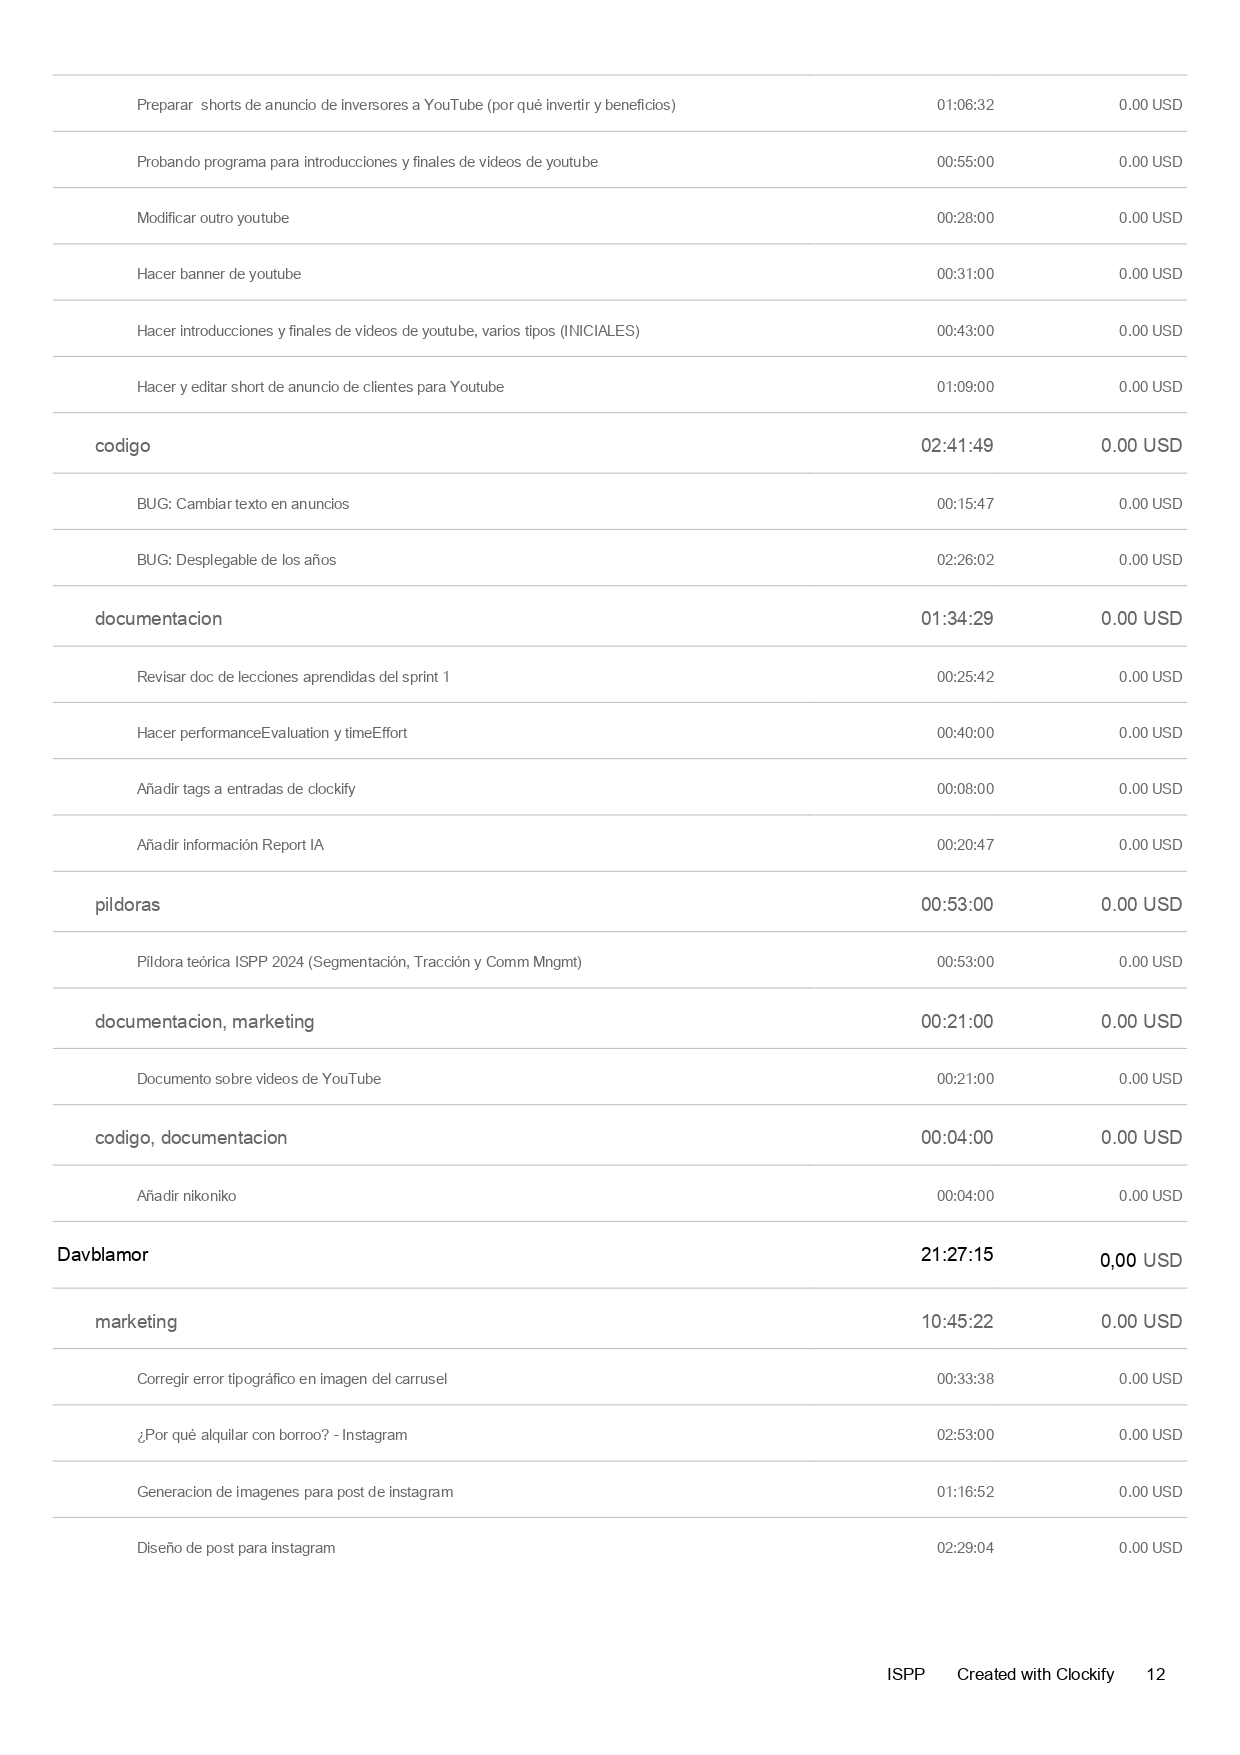 Preparar  shorts de anuncio de inversores a YouTube (por qué invertir y beneficios) 01:06:32 0.00 USD
Probando programa para introducciones y finales de videos de youtube 00:55:00 0.00 USD
Modificar outro youtube 00:28:00 0.00 USD
Hacer banner de youtube 00:31:00 0.00 USD
Hacer introducciones y finales de videos de youtube, varios tipos (INICIALES) 00:43:00 0.00 USD
Hacer y editar short de anuncio de clientes para Youtube 01:09:00 0.00 USD
codigo 02:41:49 0.00 USD
BUG: Cambiar texto en anuncios 00:15:47 0.00 USD
BUG: Desplegable de los años 02:26:02 0.00 USD
documentacion 01:34:29 0.00 USD
Revisar doc de lecciones aprendidas del sprint 1 00:25:42 0.00 USD
Hacer performanceEvaluation y timeEffort 00:40:00 0.00 USD
Añadir tags a entradas de clockify 00:08:00 0.00 USD
Añadir información Report IA 00:20:47 0.00 USD
pildoras 00:53:00 0.00 USD
Píldora teórica ISPP 2024 (Segmentación, Tracción y Comm Mngmt) 00:53:00 0.00 USD
documentacion, marketing 00:21:00 0.00 USD
Documento sobre videos de YouTube 00:21:00 0.00 USD
codigo, documentacion 00:04:00 0.00 USD
Añadir nikoniko 00:04:00 0.00 USD
Davblamor 21:27:15 0,00 USD
marketing 10:45:22 0.00 USD
Corregir error tipográfico en imagen del carrusel 00:33:38 0.00 USD
¿Por qué alquilar con borroo? - Instagram 02:53:00 0.00 USD
Generacion de imagenes para post de instagram 01:16:52 0.00 USD
Diseño de post para instagram 02:29:04 0.00 USD
ISPP Created with Clockify 12